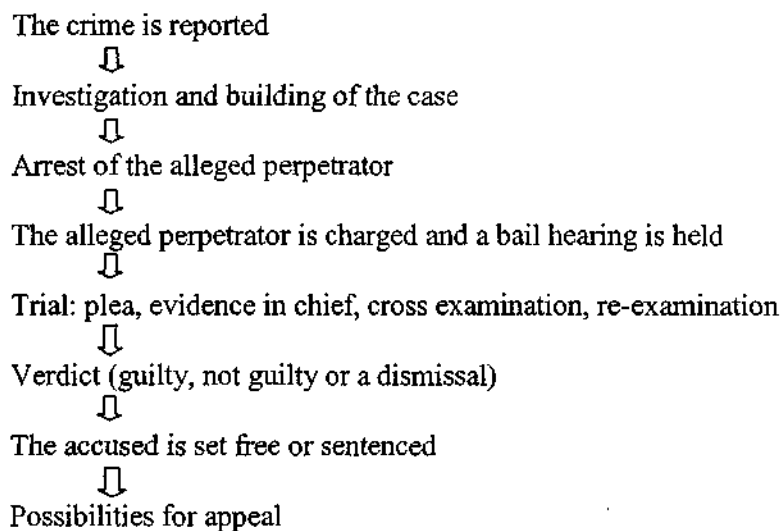 The crime is reported
⇩
Investigation and building of the case
⇩
Arrest of the alleged perpetrator
⇩
The alleged perpetrator is charged and a bail hearing is held
⇩
Trial: plea, evidence in chief, cross examination, re-examination
⇩
Verdict (guilty, not guilty or a dismissal)
⇩
The accused is set free or sentenced
⇩
Possibilities for appeal